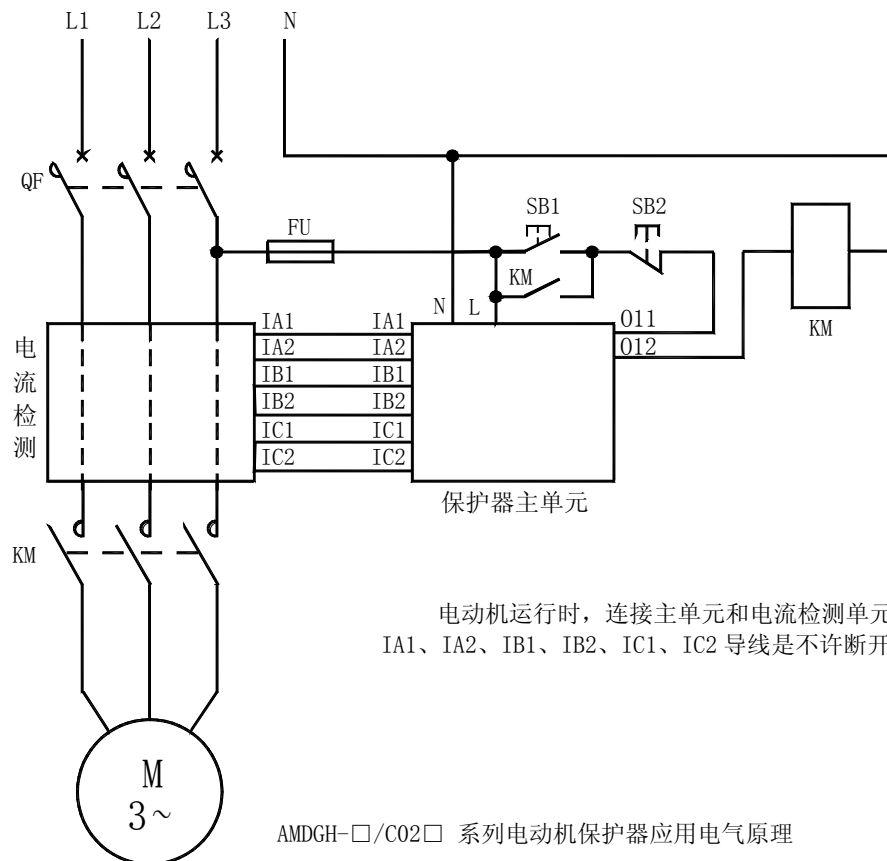 L1 L2 L3 N
QF
FU
SB1 SB2
KM
N L
KM
IA1 IA1 011
IA2 IA2 012
IB1 IB1
IB2 IB2
IC1 IC1
IC2 IC2
电流检测
保护器主单元
KM
电动机运行时，连接主单元和电流检测单元
IA1、IA2、IB1、IB2、IC1、IC2 导线是不许断开
M
3~
AMDGH-□/C02□ 系列电动机保护器应用电气原理